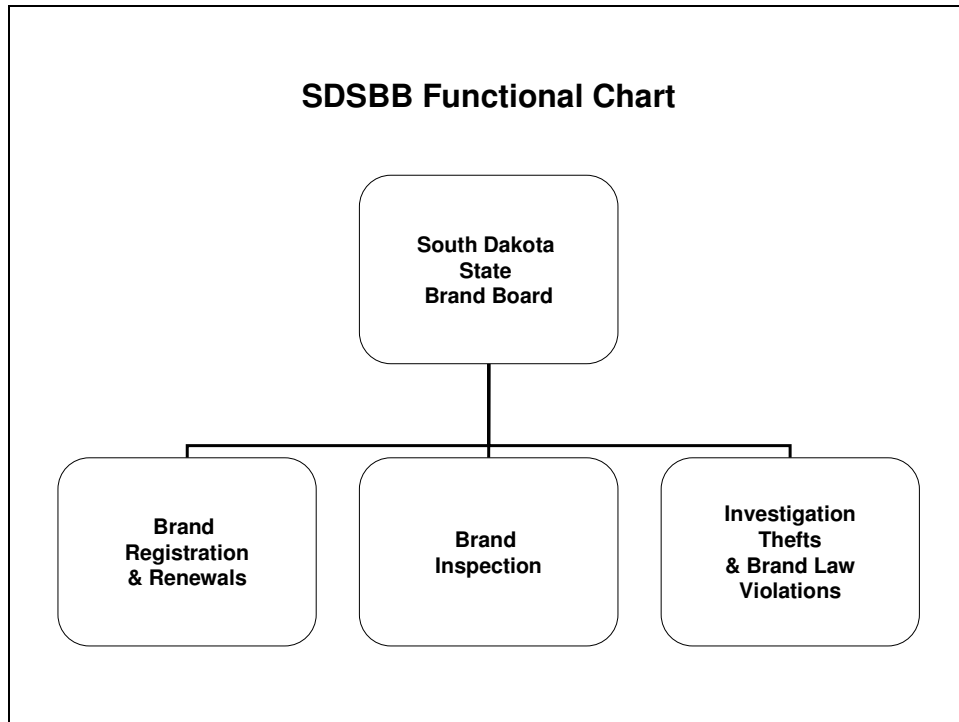 SDSBB Functional Chart
South Dakota
State
Brand Board
Brand
Registration
& Renewals
Brand
Inspection
Investigation
Thefts
& Brand Law
Violations